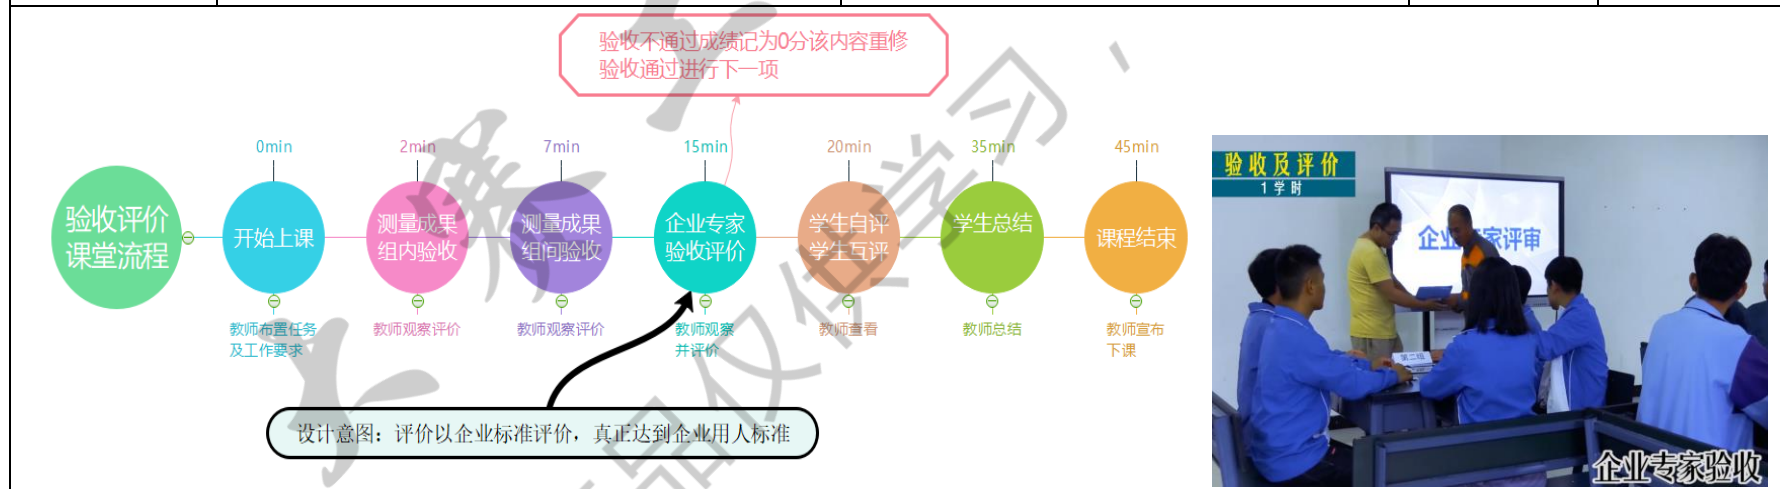 验收不通过成绩记为0分该内容重修
验收通过进行下一项
0min
2min
7min
15min
20min
35min
45min
验收评价
课堂流程
开始上课
测量成果
组内验收
测量成果
组间验收
企业专家
验收评价
学生自评
学生互评
学生总结
课程结束
教师布置任务
及工作要求
教师观察评价
教师观察评价
教师观察
并评价
教师查看
教师总结
教师宣布
下课
设计意图：评价以企业标准评价，真正达到企业用人标准
验收及评价
1学时
企业专家评审
第二组
企业专家验收
品仅供学习